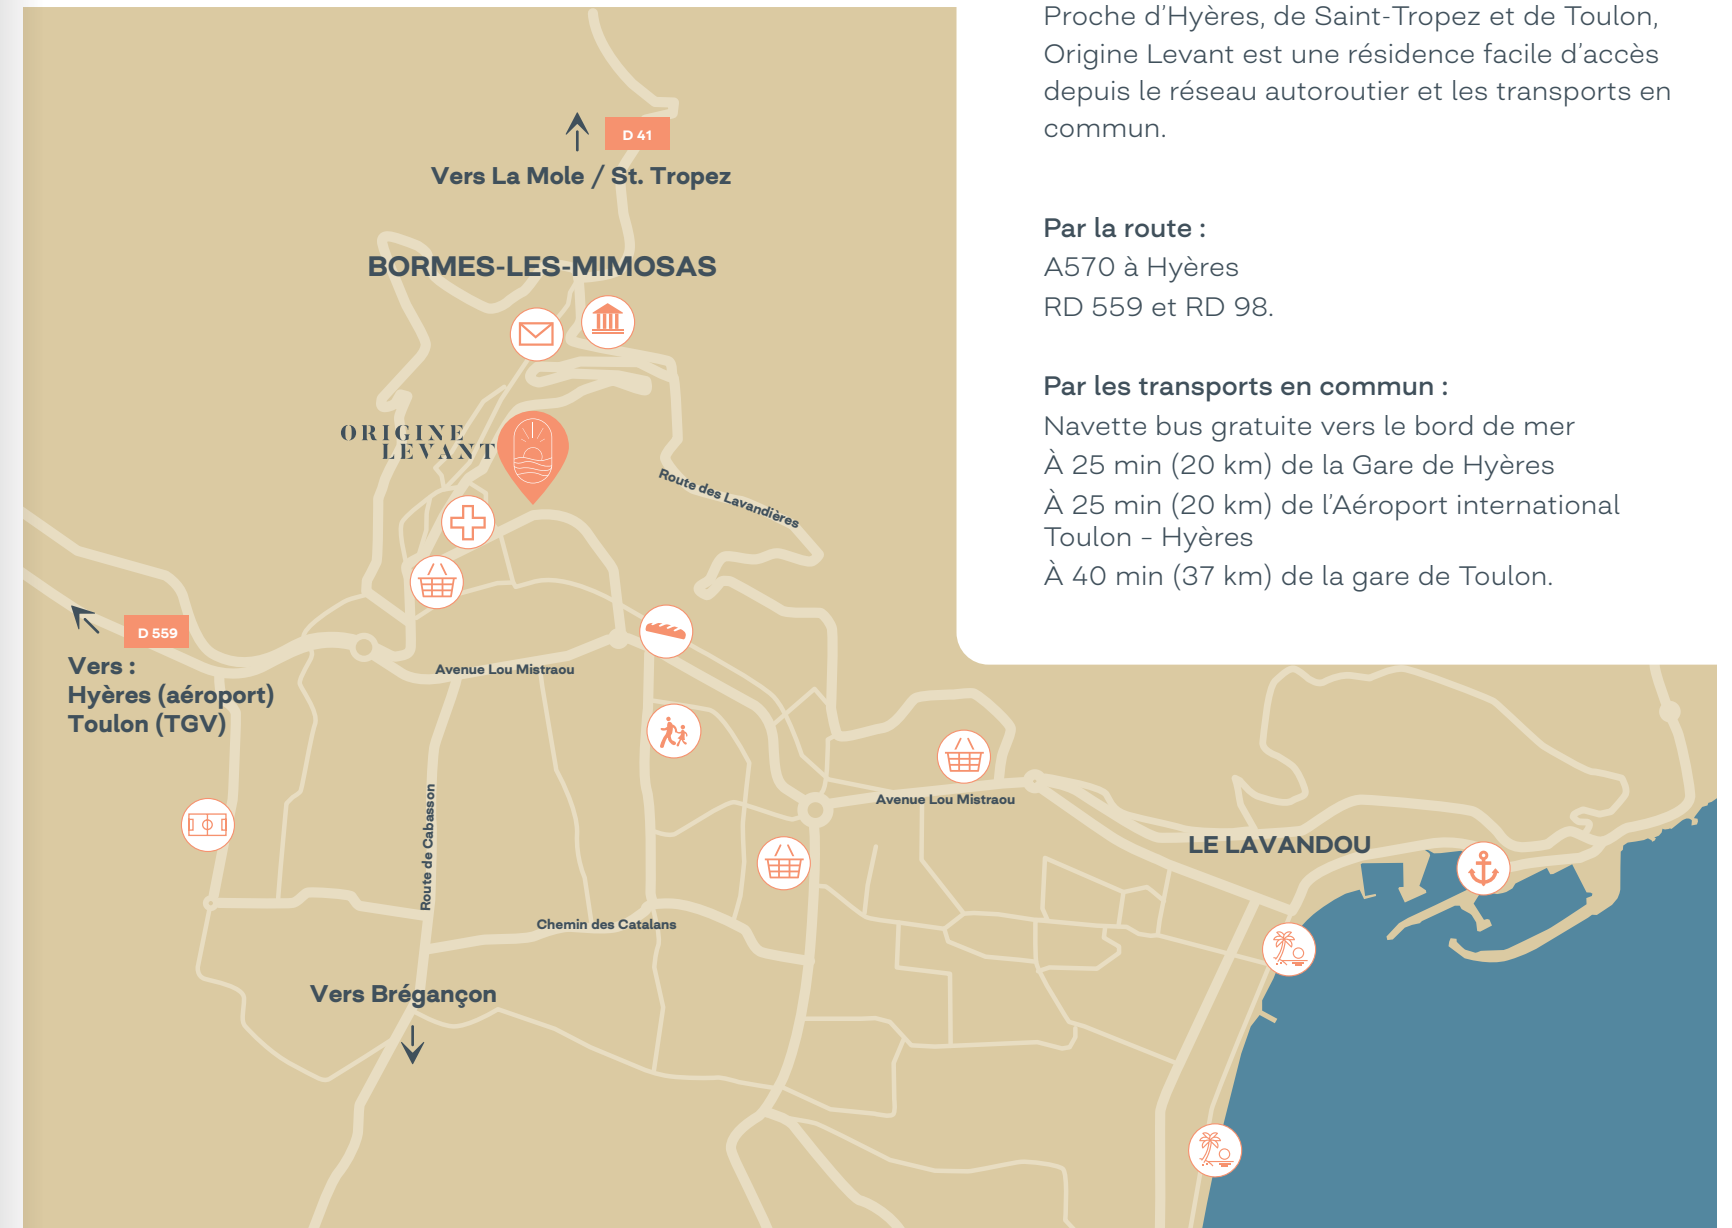 Proche d’Hyères, de Saint-Tropez et de Toulon,
Origine Levant est une résidence facile d’accès
depuis le réseau autoroutier et les transports en
commun.
Par la route :
A570 à Hyères
RD 559 et RD 98.
Par les transports en commun :
Navette bus gratuite vers le bord de mer
À 25 min (20 km) de la Gare de Hyères
À 25 min (20 km) de l’Aéroport international
Toulon – Hyères
À 40 min (37 km) de la gare de Toulon.
D 41
Vers La Mole / St. Tropez
BORMES-LES-MIMOSAS
ORIGINE
LEVANT
Route des Lavandières
D 559
Vers :
Hyères (aéroport)
Toulon (TGV)
Avenue Lou Mistraou
Avenue Lou Mistraou
Route de Cabasson
LE LAVANDOU
Chemin des Catalans
Vers Brégançon